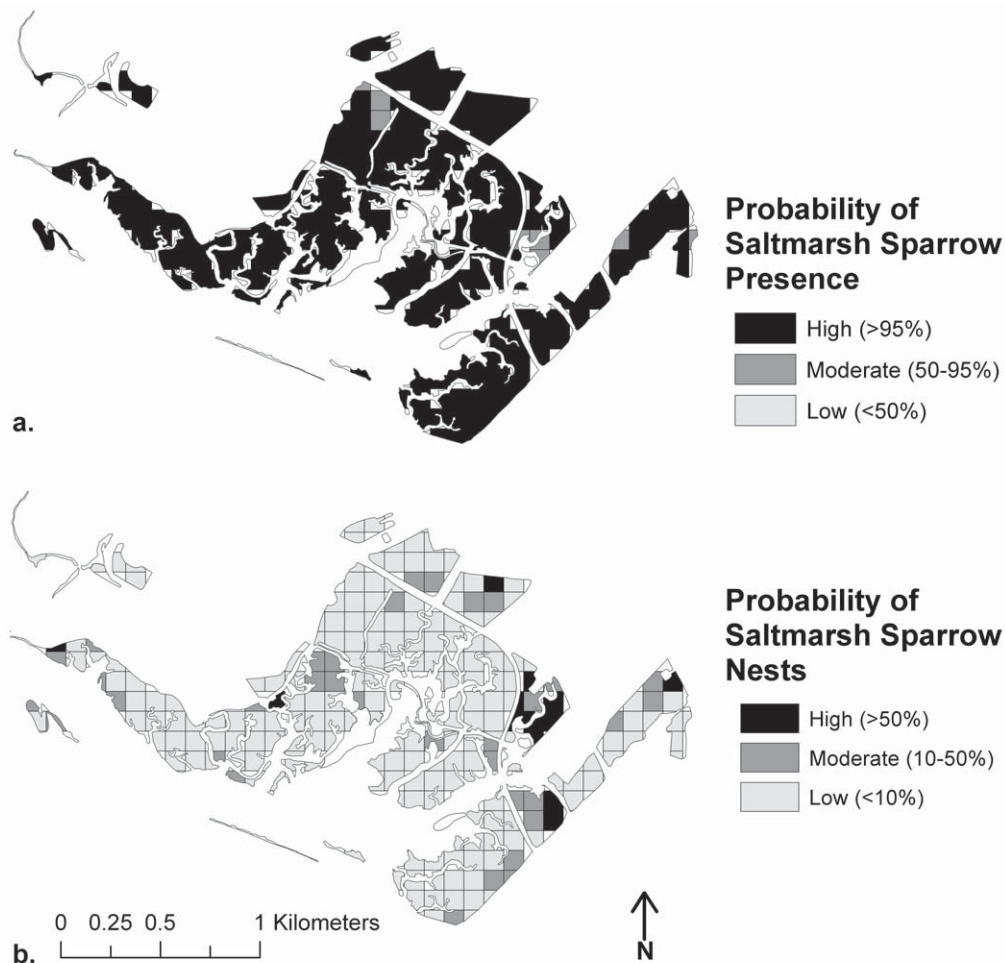 Probability of
Saltmarsh Sparrow
Presence
High (>95%)
Moderate (50-95%)
Low (<50%)
a.
Probability of
Saltmarsh Sparrow
Nests
High (>50%)
Moderate (10-50%)
Low (<10%)
0 0.25 0.5 1 Kilometers
N
b.